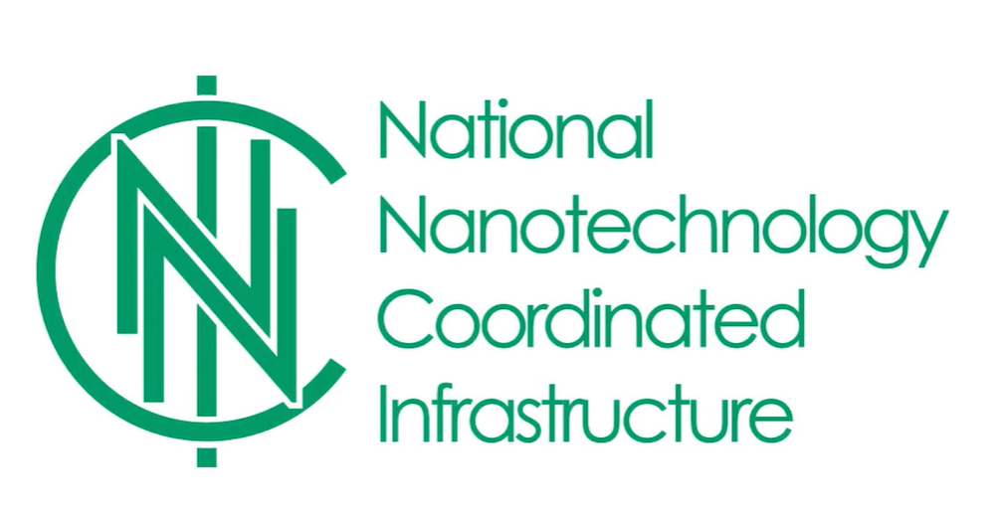 National
Nanotechnology
Coordinated
Infrastructure